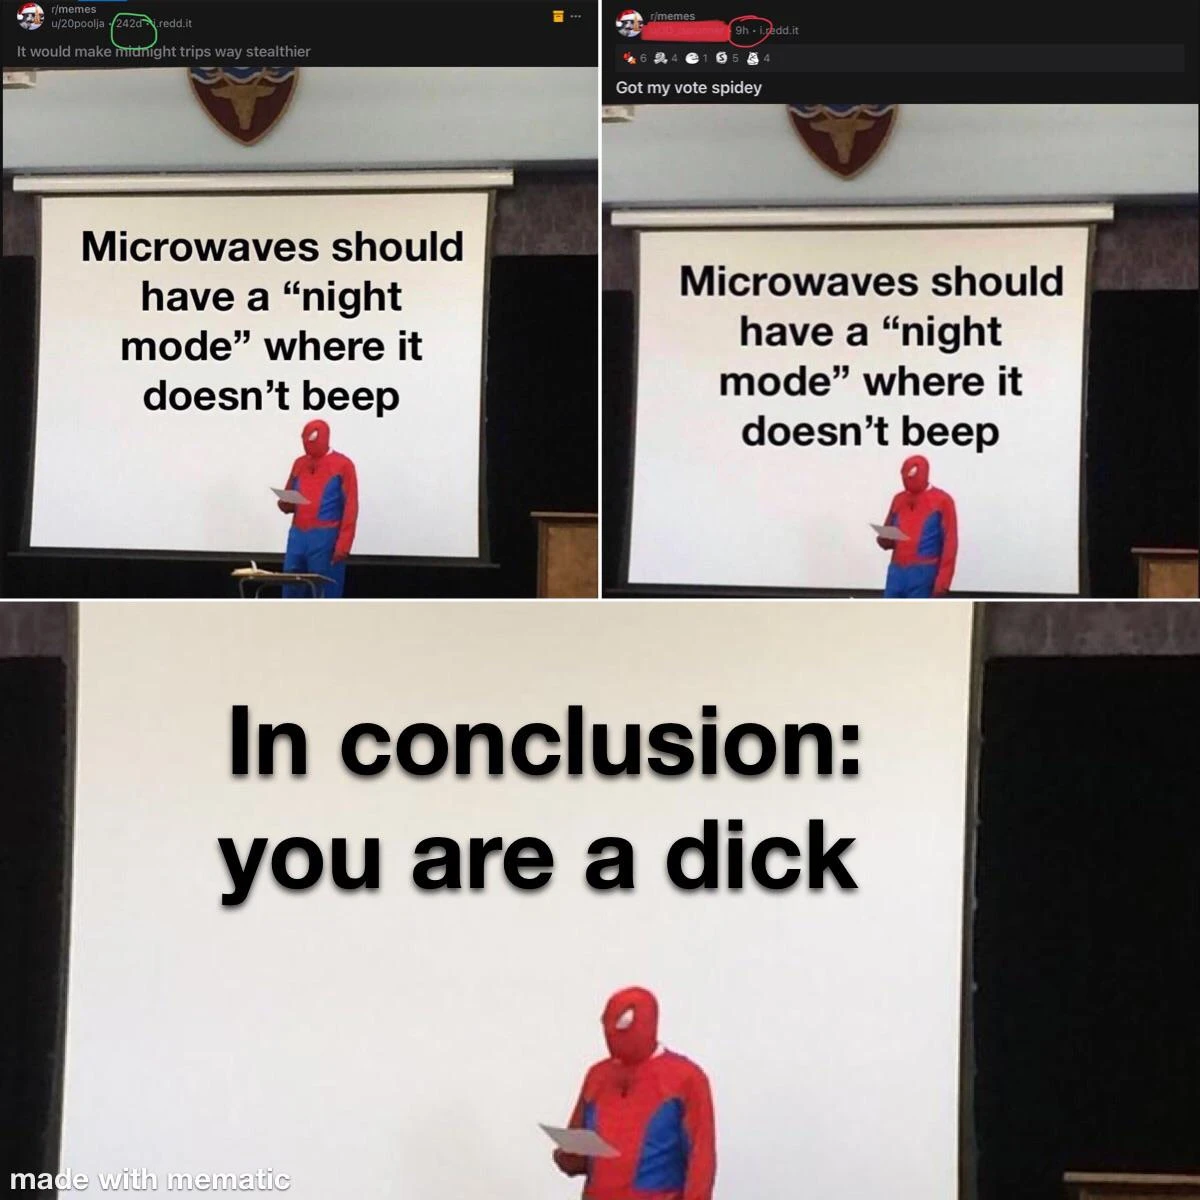 r/memes
u/20poolja • 242d • i.redd.it
It would make midnight trips way stealthier
Microwaves should
have a “night
mode” where it
doesn’t beep
r/memes
• 9h • i.redd.it
6 4 1 5 4
Got my vote spidey
Microwaves should
have a “night
mode” where it
doesn’t beep
In conclusion:
you are a dick
made with mematic